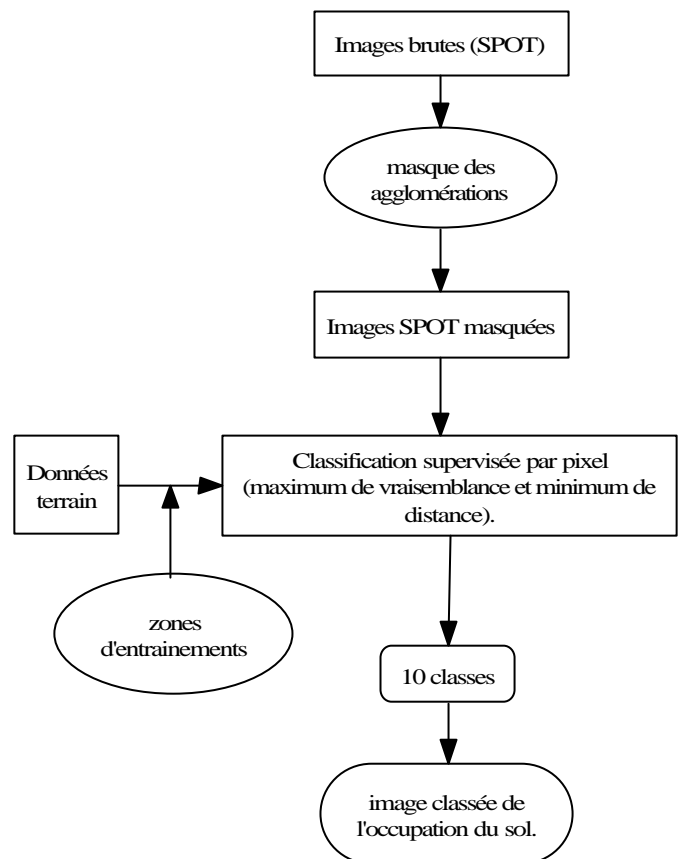 Images brutes (SPOT)
masque des
agglomérations
Images SPOT masquées
Données
terrain
Classification supervisée par pixel
(maximum de vraisemblance et minimum de
distance).
zones
d'entrainements
10 classes
image classée de
l'occupation du sol.